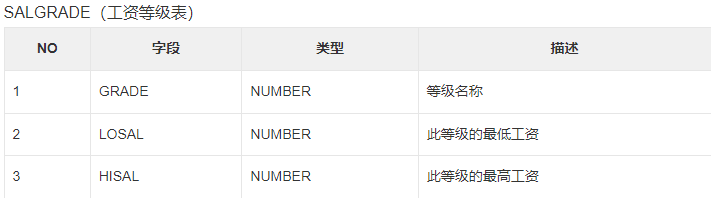 SALGRADE（工资等级表）
NO 字段 类型 描述
1 GRADE NUMBER 等级名称
2 LOSAL NUMBER 此等级的最低工资
3 HISAL NUMBER 此等级的最高工资